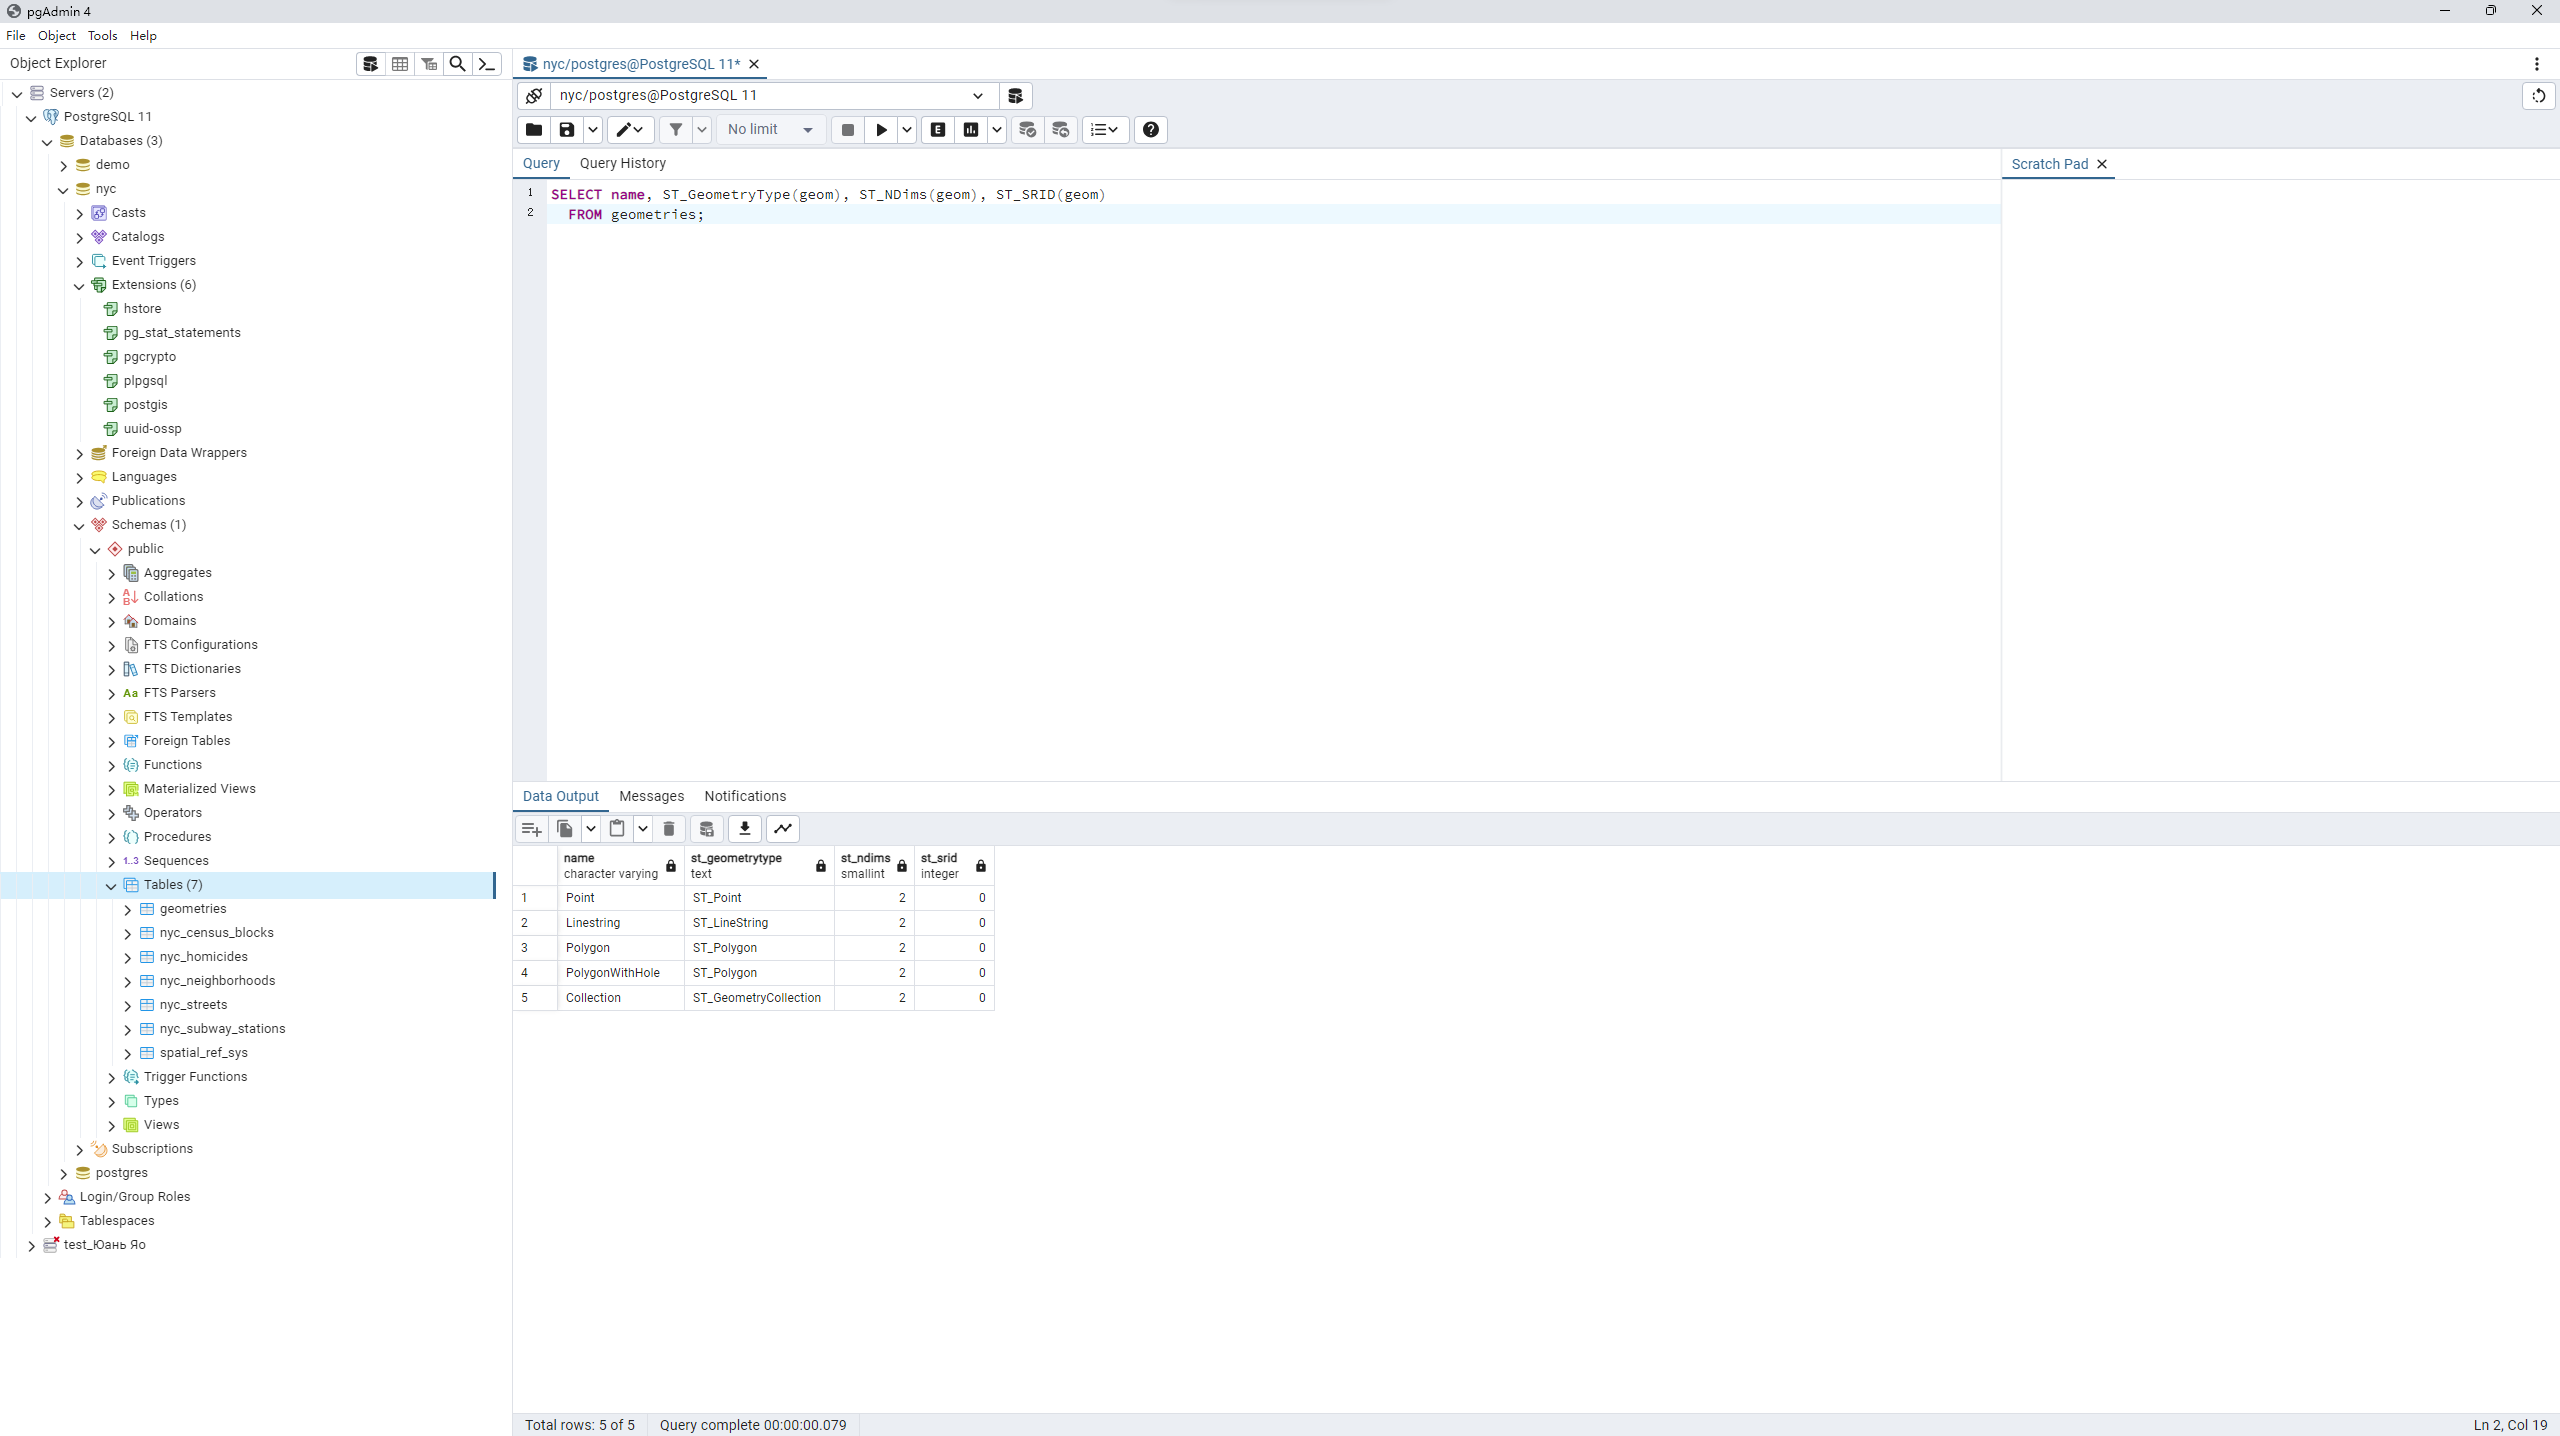 pgAdmin 4
File Object Tools Help
Object Explorer
Servers (2)
PostgreSQL 11
Databases (3)
demo
nyc
Casts
Catalogs
Event Triggers
Extensions (6)
hstore
pg_stat_statements
pgcrypto
plpgsql
postgis
uuid-ossp
Foreign Data Wrappers
Languages
Publications
Schemas (1)
public
Aggregates
Collations
Domains
FTS Configurations
FTS Dictionaries
Aa FTS Parsers
FTS Templates
Foreign Tables
Functions
Materialized Views
Operators
Procedures
1..3 Sequences
Tables (7)
geometries
nyc_census_blocks
nyc_homicides
nyc_neighborhoods
nyc_streets
nyc_subway_stations
spatial_ref_sys
Trigger Functions
Types
Views
Subscriptions
postgres
Login/Group Roles
Tablespaces
test_Юань Яо
nyc/postgres@PostgreSQL 11*
nyc/postgres@PostgreSQL 11
No limit
E
Query Query History
Scratch Pad
1 SELECT name, ST_GeometryType(geom), ST_NDims(geom), ST_SRID(geom)
2 FROM geometries;
Data Output Messages Notifications
name st_geometrytype st_ndims st_srid
character varying text smallint integer
1 Point ST_Point 2 0
2 Linestring ST_LineString 2 0
3 Polygon ST_Polygon 2 0
4 PolygonWithHole ST_Polygon 2 0
5 Collection ST_GeometryCollection 2 0
Total rows: 5 of 5 Query complete 00:00:00.079 Ln 2, Col 19